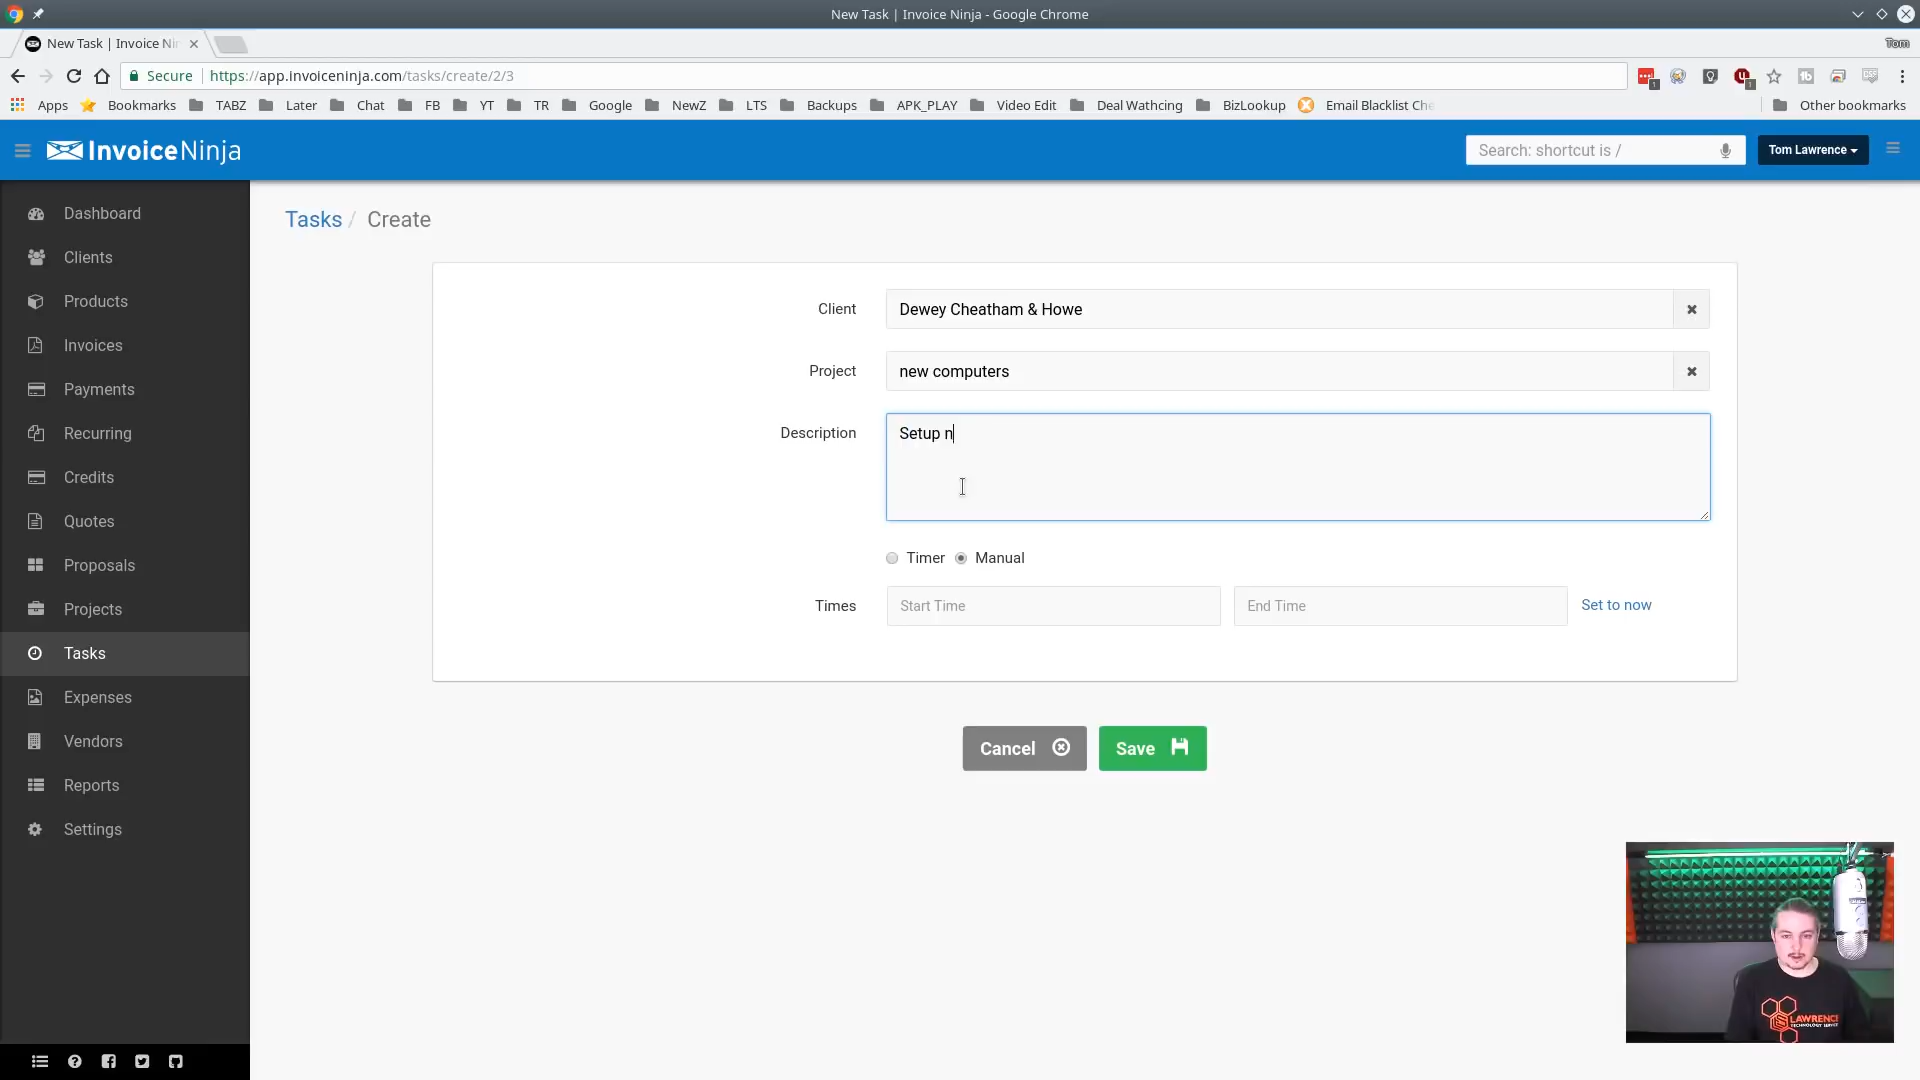 New Task | Invoice Ninja - Google Chrome
New Task | Invoice Nin
Tom
Secure
https://app.invoiceninja.com/tasks/create/2/3
Apps
Bookmarks
TABZ
Later
Chat
FB
YT
TR
Google
NewZ
LTS
Backups
APK_PLAY
Video Edit
Deal Wathcing
BizLookup
Email Blacklist Che
Other bookmarks
InvoiceNinja
Search: shortcut is /
Tom Lawrence
Dashboard
Clients
Products
Invoices
Payments
Recurring
Credits
Quotes
Proposals
Projects
Tasks
Expenses
Vendors
Reports
Settings
Tasks / Create
Client
Dewey Cheatham & Howe
Project
new computers
Description
Setup n
Timer
Manual
Times
Start Time
End Time
Set to now
Cancel
Save
LAWRENCE
TECHNOLOGY SERVICES